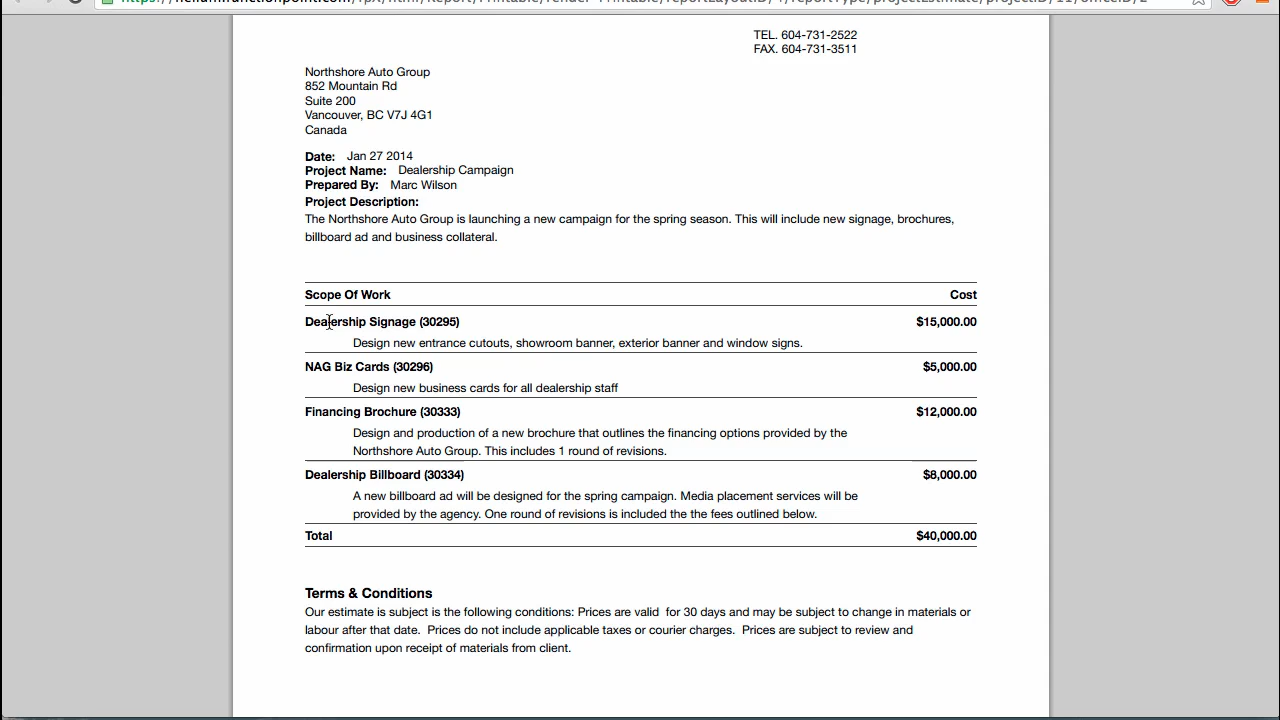 TEL. 604-731-2522
FAX. 604-731-3511
Northshore Auto Group
852 Mountain Rd
Suite 200
Vancouver, BC V7J 4G1
Canada
Date: Jan 27 2014
Project Name: Dealership Campaign
Prepared By: Marc Wilson
Project Description:
The Northshore Auto Group is launching a new campaign for the spring season. This will include new signage, brochures,
billboard ad and business collateral.
Scope Of Work Cost
Dealership Signage (30295) $15,000.00
Design new entrance cutouts, showroom banner, exterior banner and window signs.
NAG Biz Cards (30296) $5,000.00
Design new business cards for all dealership staff
Financing Brochure (30333) $12,000.00
Design and production of a new brochure that outlines the financing options provided by the
Northshore Auto Group. This includes 1 round of revisions.
Dealership Billboard (30334) $8,000.00
A new billboard ad will be designed for the spring campaign. Media placement services will be
provided by the agency. One round of revisions is included the the fees outlined below.
Total $40,000.00
Terms & Conditions
Our estimate is subject is the following conditions: Prices are valid  for 30 days and may be subject to change in materials or
labour after that date.  Prices do not include applicable taxes or courier charges.  Prices are subject to review and
confirmation upon receipt of materials from client.